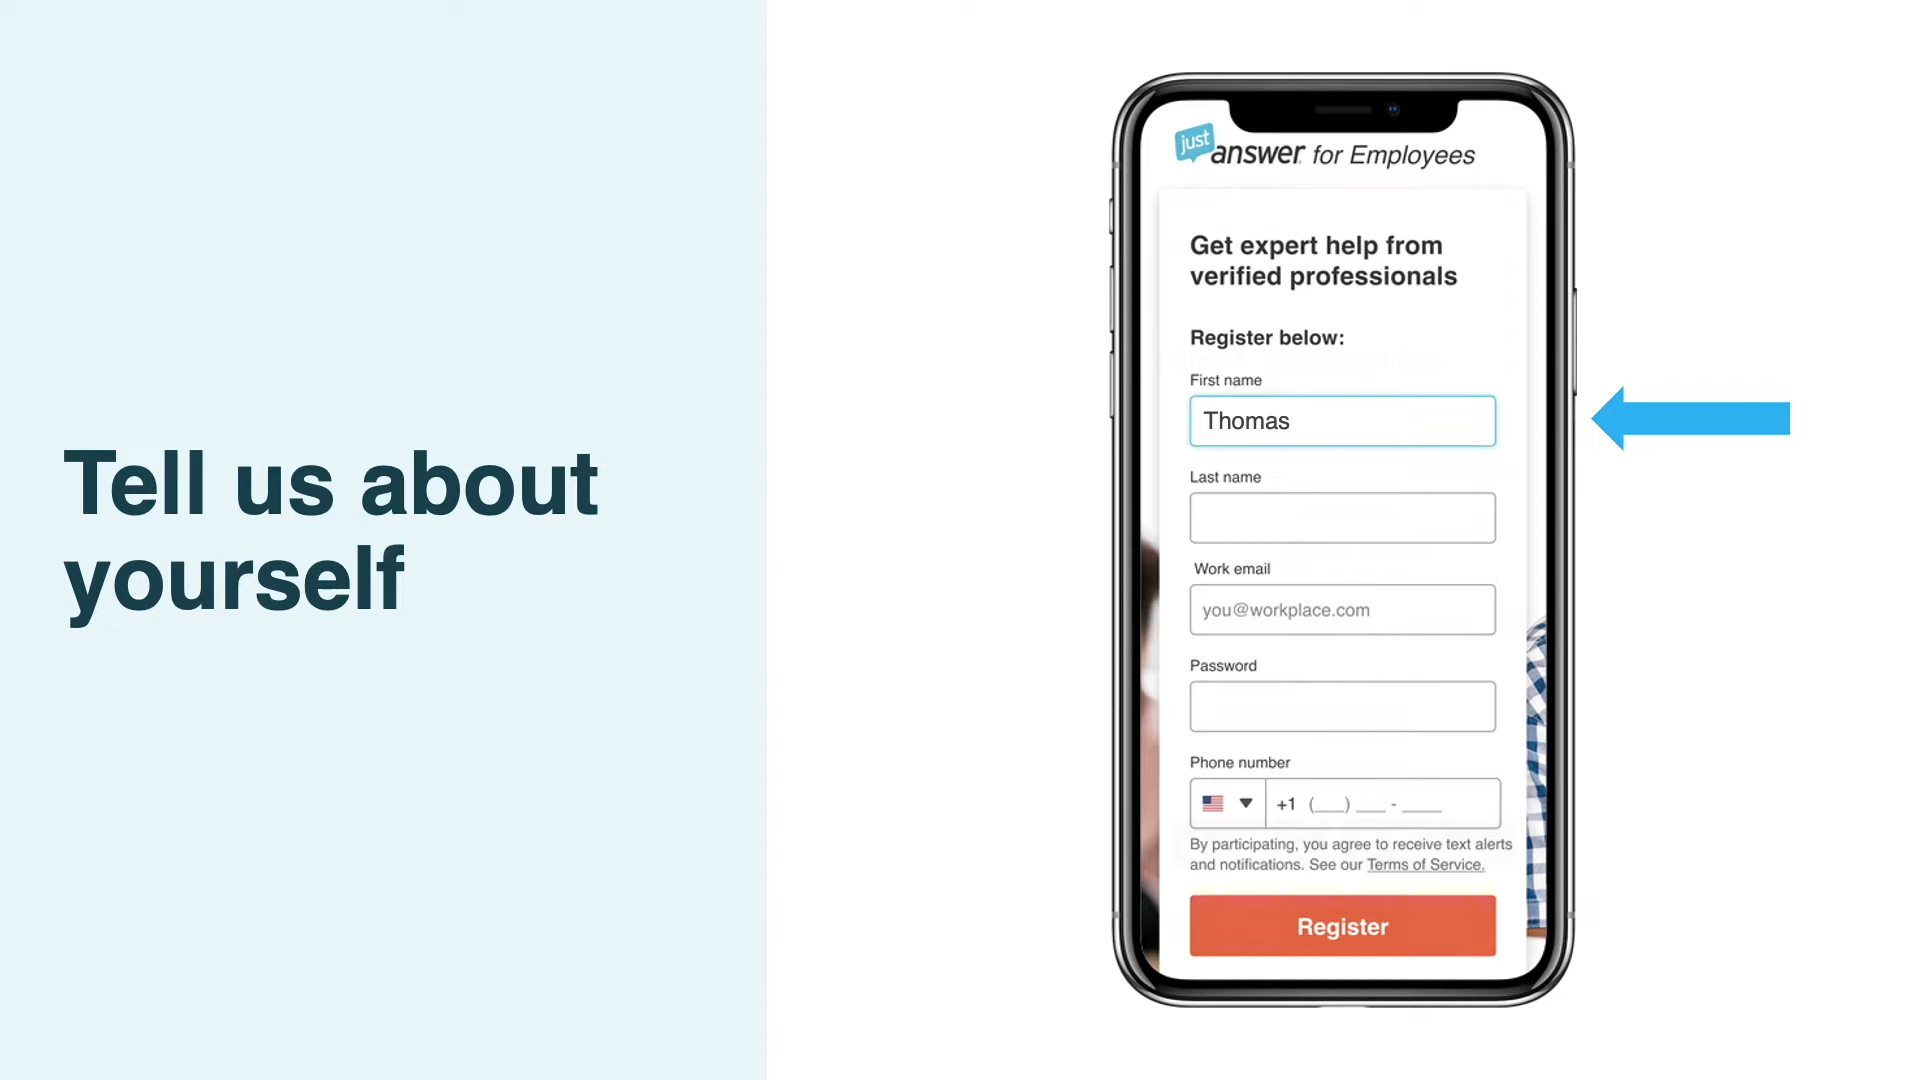 Tell us about
yourself
just
answer for Employees
Get expert help from
verified professionals
Register below:
First name
Thomas
Last name
Work email
you@workplace.com
Password
Phone number
+1 (___) ___ - ____
By participating, you agree to receive text alerts
and notifications. See our Terms of Service.
Register